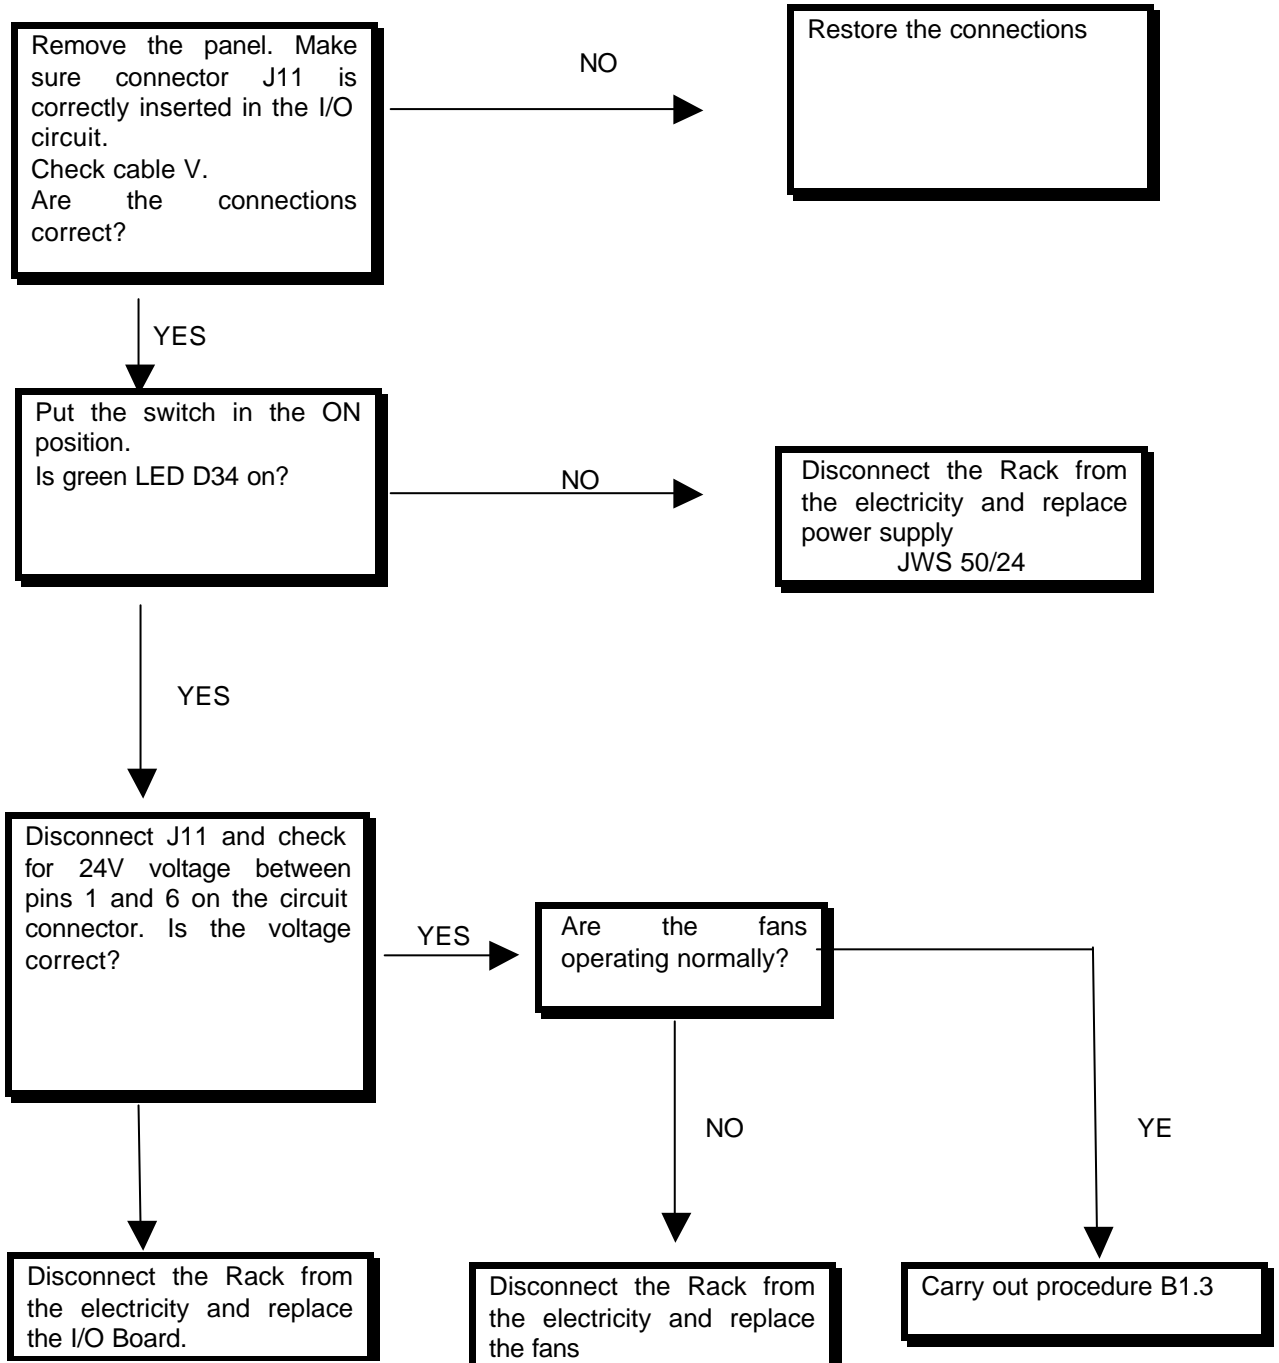 Remove the panel. Make
sure connector J11 is
correctly inserted in the I/O
circuit.
Check cable V.
Are the connections
correct?
NO
Restore the connections
YES
Put the switch in the ON
position.
Is green LED D34 on?
NO
Disconnect the Rack from
the electricity and replace
power supply
JWS 50/24
YES
Disconnect J11 and check
for 24V voltage between
pins 1 and 6 on the circuit
connector. Is the voltage
correct?
YES
Are the fans
operating normally?
NO
YE
Disconnect the Rack from
the electricity and replace
the I/O Board.
Disconnect the Rack from
the electricity and replace
the fans
Carry out procedure B1.3